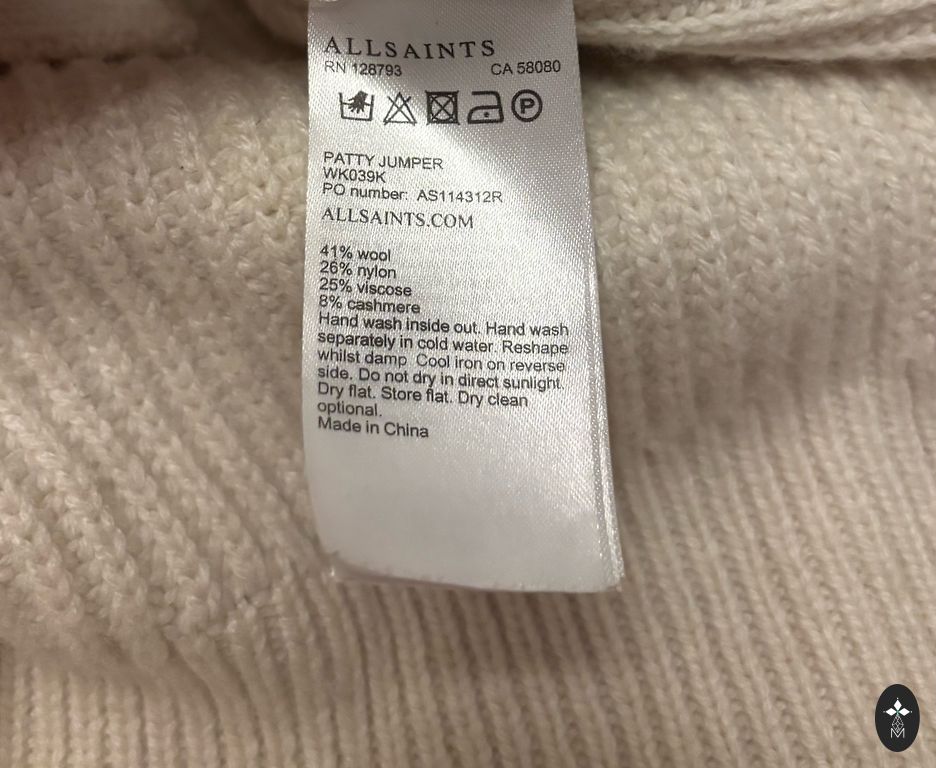 ALLSAINTS
RN 128793 CA 58080
P
PATTY JUMPER
WK039K
PO number: AS114312R
ALLSAINTS.COM
41% wool
26% nylon
25% viscose
8% cashmere
Hand wash inside out. Hand wash
separately in cold water. Reshape
whilst damp. Cool iron on reverse
side. Do not dry in direct sunlight.
Dry flat. Store flat. Dry clean
optional.
Made in China
M